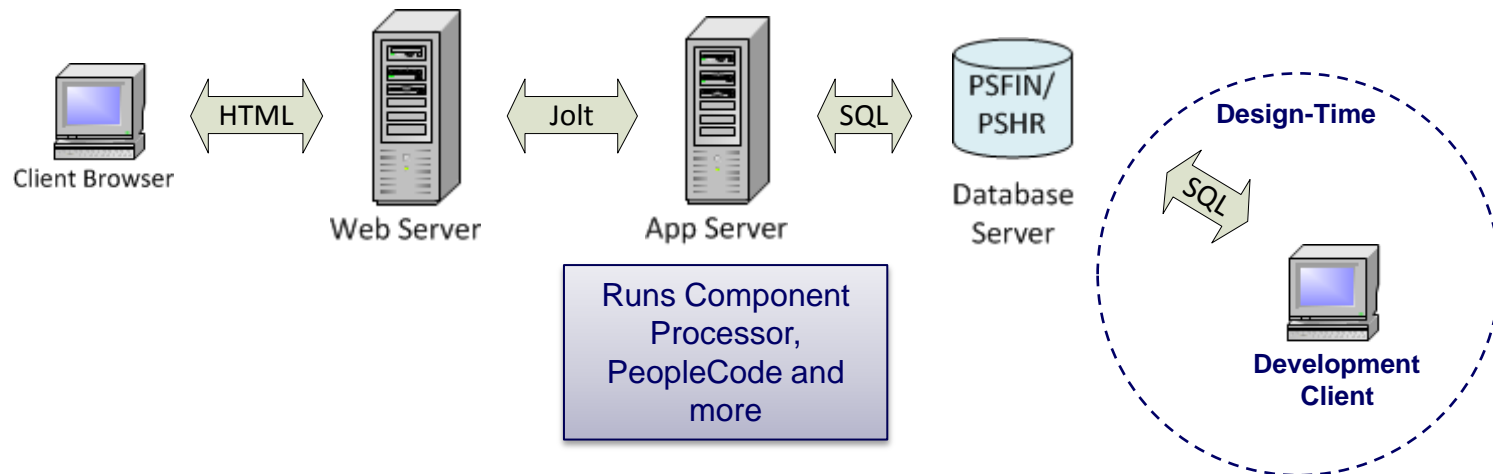 Client Browser
HTML
Web Server
Jolt
App Server
SQL
PSFIN/
PSHR
Database
Server
Runs Component
Processor,
PeopleCode and
more
Design-Time
SQL
Development
Client